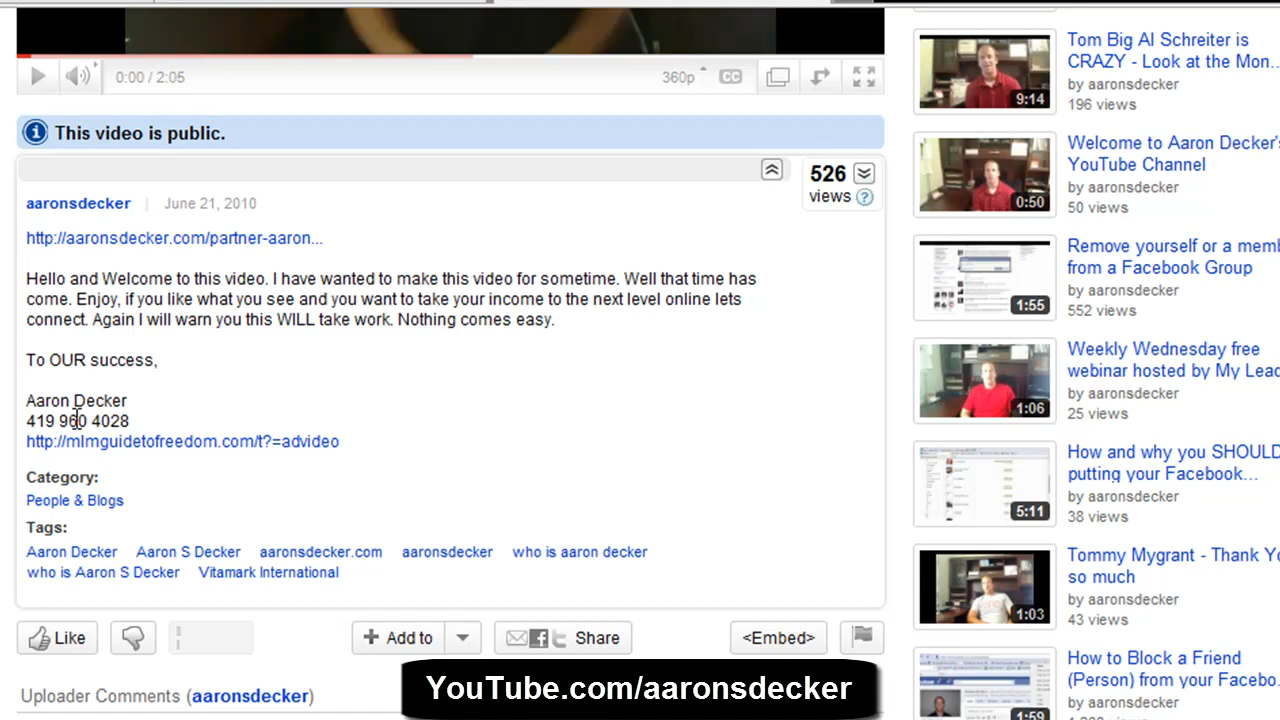 0:00 / 2:05
360p
CC
This video is public.
526
views
aaronsdecker
June 21, 2010
http://aaronsdecker.com/partner-aaron...
Hello and Welcome to this video. I have wanted to make this video for sometime. Well that time has
come. Enjoy, if you like what you see and you want to take your income to the next level online lets
connect. Again I will warn you this WILL take work. Nothing comes easy.
To OUR success,
Aaron Decker
419 960 4028
http://mlmguidetofreedom.com/t?=advideo
Category:
People & Blogs
Tags:
Aaron Decker Aaron S Decker aaronsdecker.com aaronsdecker who is aaron decker
who is Aaron S Decker Vitamark International
Like
+ Add to
Share
<Embed>
Uploader Comments (aaronsdecker)
YouTube.com/aaronsdecker
Tom Big Al Schreiter is
CRAZY - Look at the Mon...
by aaronsdecker
196 views
9:14
Welcome to Aaron Decker's
YouTube Channel
by aaronsdecker
50 views
0:50
Remove yourself or a memb
from a Facebook Group
by aaronsdecker
552 views
1:55
Weekly Wednesday free
webinar hosted by My Lea
by aaronsdecker
25 views
1:06
How and why you SHOULD
putting your Facebook...
by aaronsdecker
38 views
5:11
Tommy Mygrant - Thank Yo
so much
by aaronsdecker
43 views
1:03
How to Block a Friend
(Person) from your Facebo
by aaronsdecker
1:59